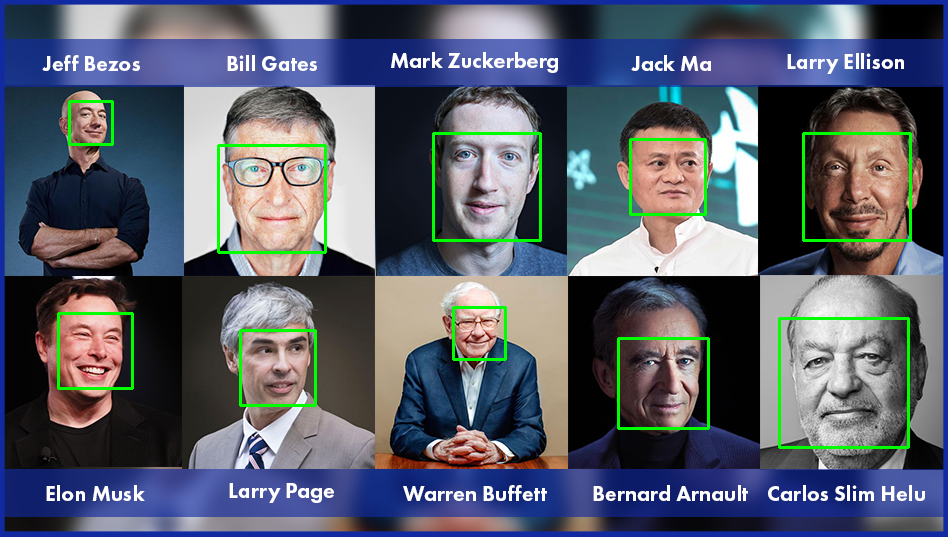 Jeff Bezos
Bill Gates
Mark Zuckerberg
Jack Ma
Larry Ellison
Elon Musk
Larry Page
Warren Buffett
Bernard Arnault
Carlos Slim Helu